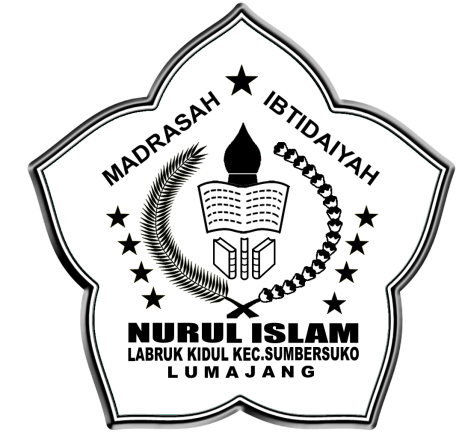 MADRASAH IBTIDAIYAH
NURUL ISLAM
LABRUK KIDUL KEC.SUMBERSUKO
LUMAJANG